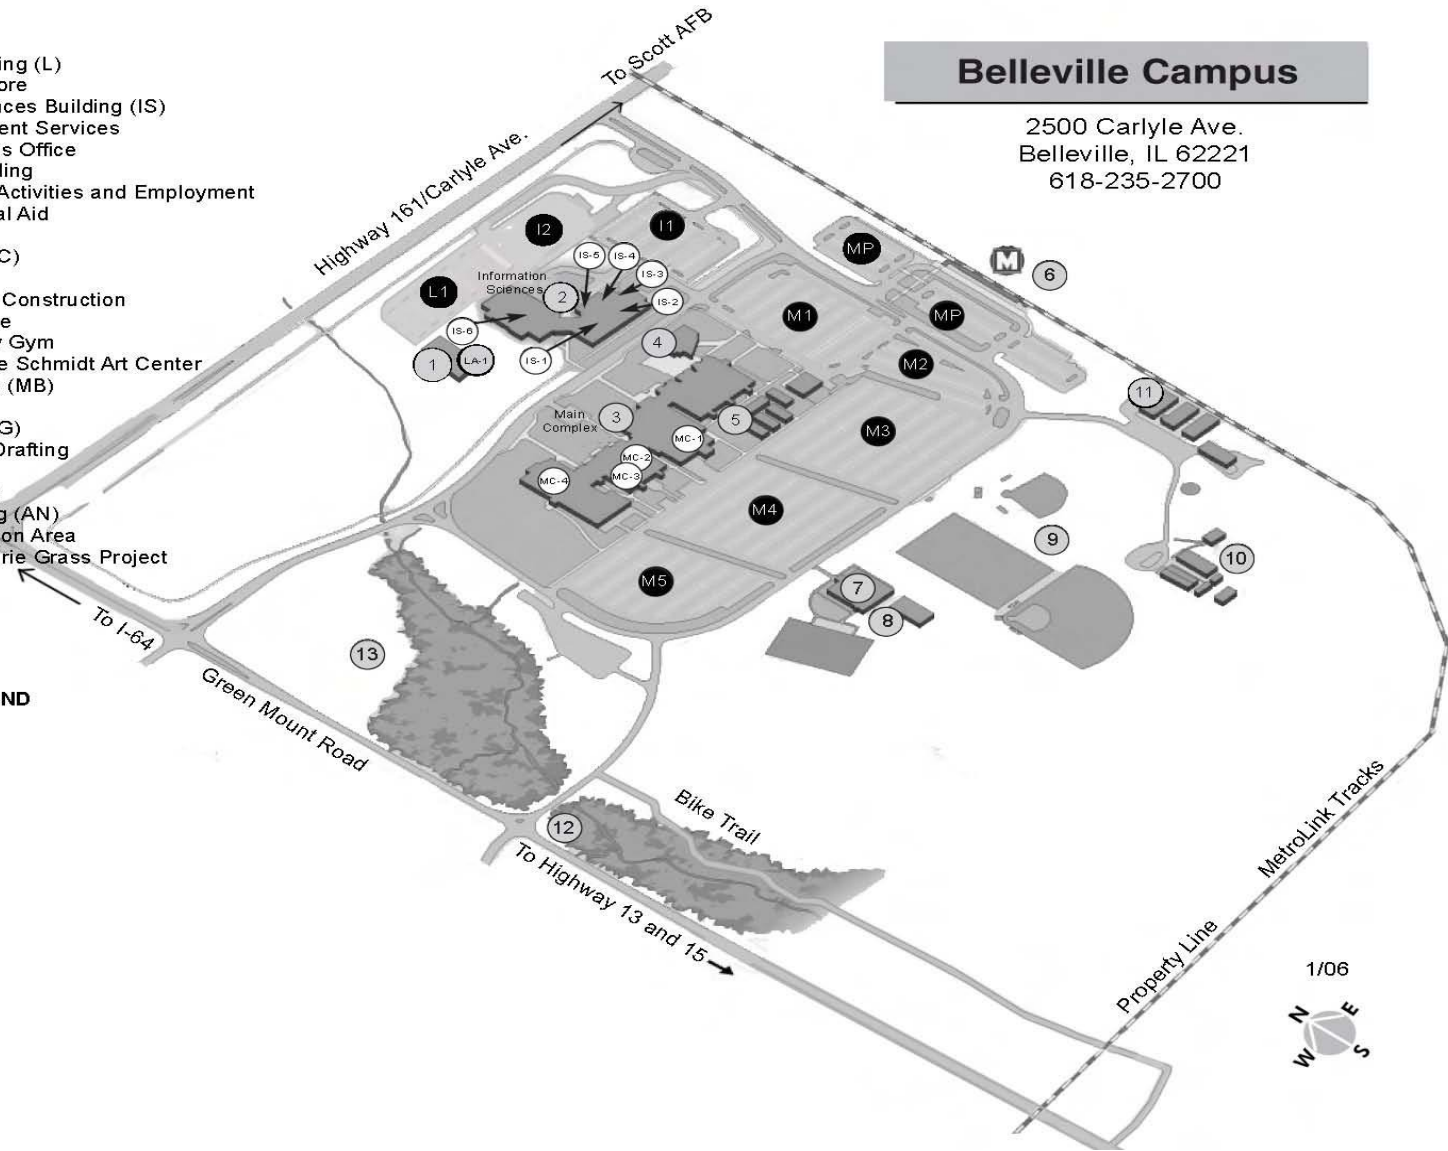 ing (L)
ore
nces Building (IS)
ent Services
s Office
ling
Activities and Employment
al Aid
C)
Construction
e
y Gym
e Schmidt Art Center
(MB)
G)
Drafting
g (AN)
on Area
rie Grass Project
ND
Belleville Campus
2500 Carlyle Ave.
Belleville, IL 62221
618-235-2700
To Scott AFB
Highway 161/Carlyle Ave.
I2
I1
MP
M
6
L1
Information
Sciences
2
IS-5
IS-4
IS-3
IS-2
IS-6
IS-1
1
LA-1
4
M1
MP
M2
11
Main
Complex
3
5
M3
MC-1
MC-2
MC-3
MC-4
M4
M5
9
10
7
8
To I-64
13
Green Mount Road
12
Bike Trail
To Highway 13 and 15
MetroLink Tracks
Property Line
1/06
N
E
W
S